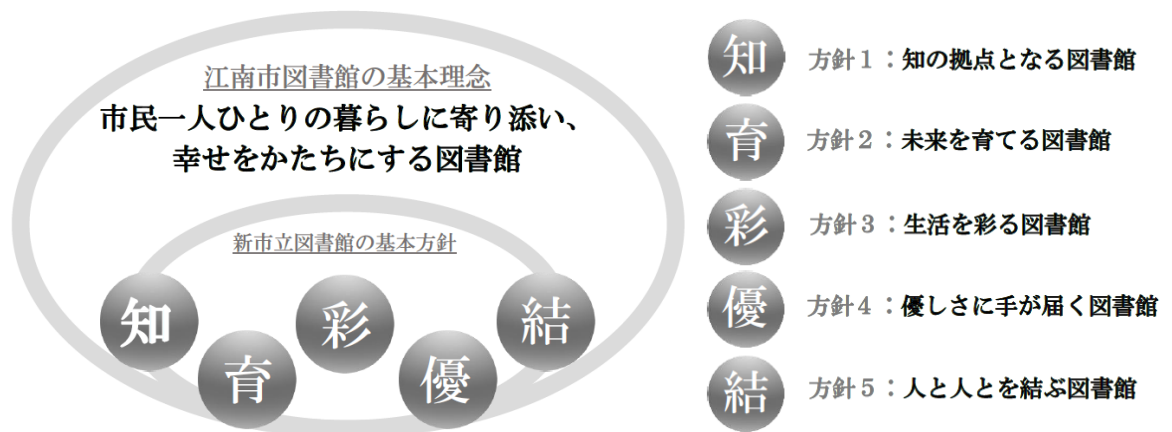 江南市図書館の基本理念
市民一人ひとりの暮らしに寄り添い、
幸せをかたちにする図書館
新市立図書館の基本方針
知
育
彩
優
結
知 方針1：知の拠点となる図書館
育 方針2：未来を育てる図書館
彩 方針3：生活を彩る図書館
優 方針4：優しさに手が届く図書館
結 方針5：人と人とを結ぶ図書館